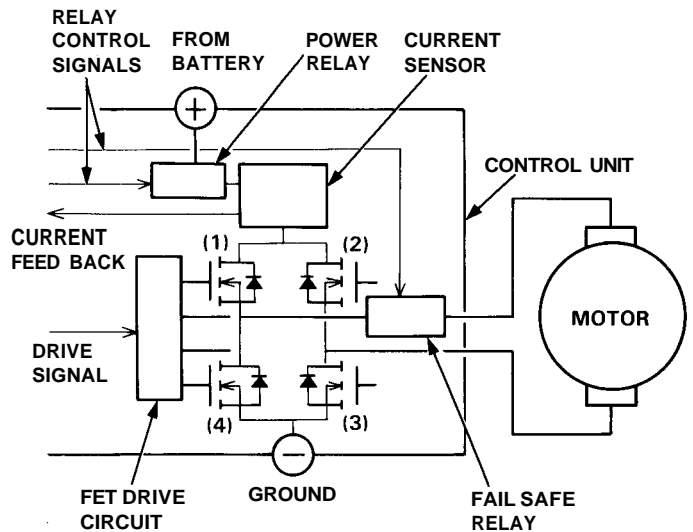 RELAY
CONTROL
SIGNALS
FROM
BATTERY
POWER
RELAY
CURRENT
SENSOR
+
CONTROL UNIT
CURRENT
FEED BACK
(1)
(2)
MOTOR
DRIVE
SIGNAL
(4)
(3)
−
FET DRIVE
CIRCUIT
GROUND
FAIL SAFE
RELAY